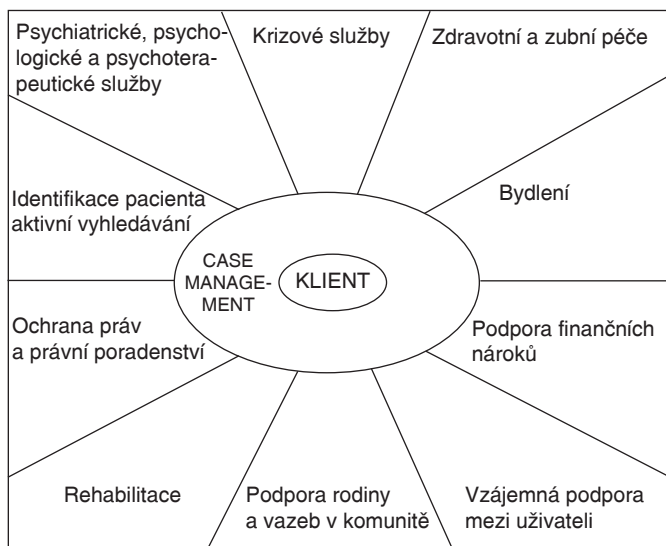 Psychiatrické, psycho-
logické a psychotera-
peutické služby
Krizové služby
Zdravotní a zubní péče
Identifikace pacienta
aktivní vyhledávání
Bydlení
CASE
MANAGE-
MENT
KLIENT
Ochrana práv
a právní poradenství
Podpora finančních
nároků
Rehabilitace
Podpora rodiny
a vazeb v komunitě
Vzájemná podpora
mezi uživateli